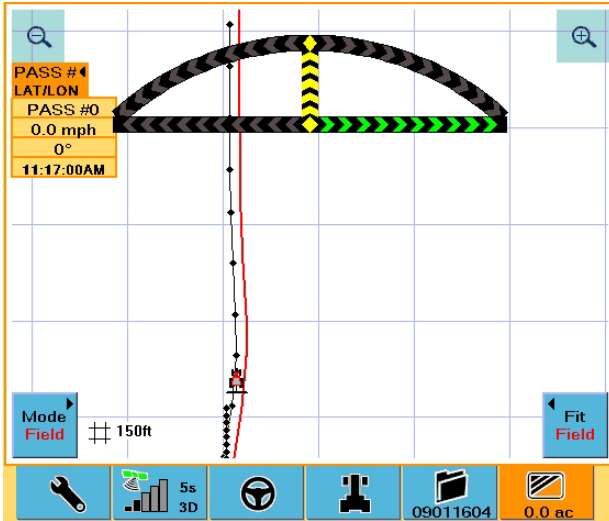 PASS #
LAT/LON
PASS #0
0.0 mph
0°
11:17:00AM
Mode
Field
150ft
Fit
Field
5s
3D
09011604
0.0 ac